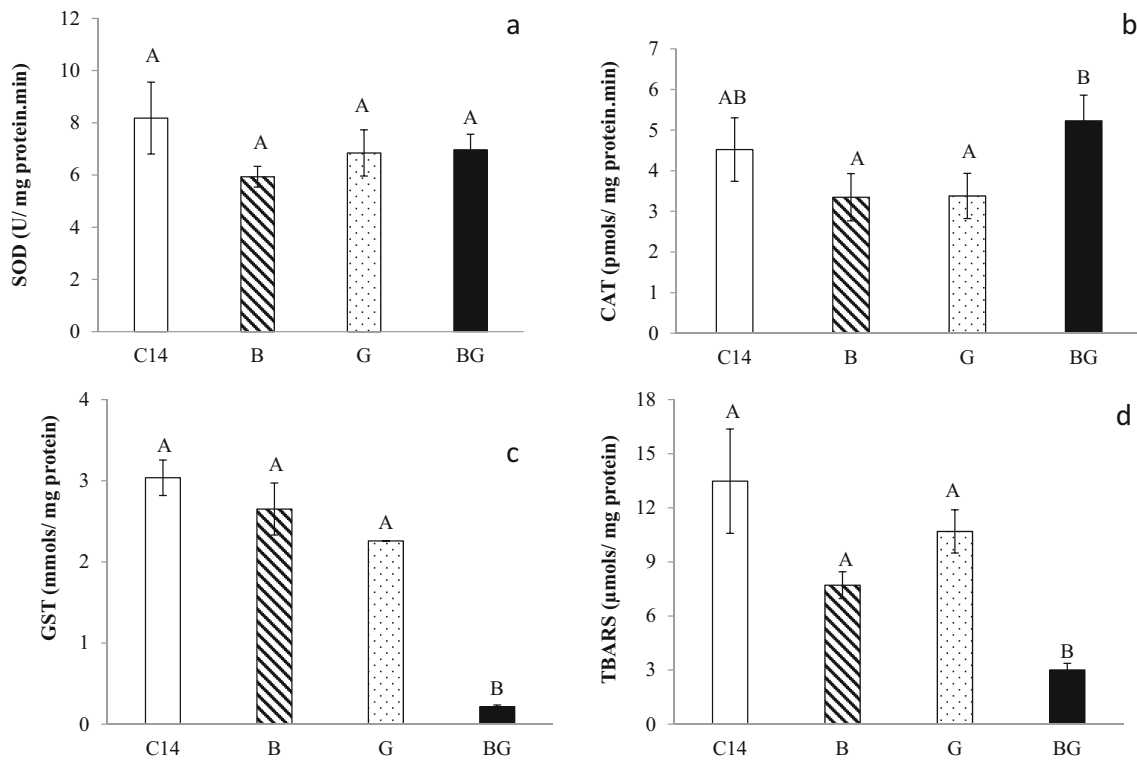 a
SOD (U/ mg protein.min)
12
10
8
6
4
2
0
A
A
A
A
C14 B G BG
b
CAT (pmols/ mg protein.min)
7
6
5
4
3
2
1
0
AB
A
A
B
C14 B G BG
c
GST (mmols/ mg protein)
4
3
2
1
0
A
A
A
B
C14 B G BG
d
TBARS (µmols/ mg protein)
18
15
12
9
6
3
0
A
A
A
B
C14 B G BG